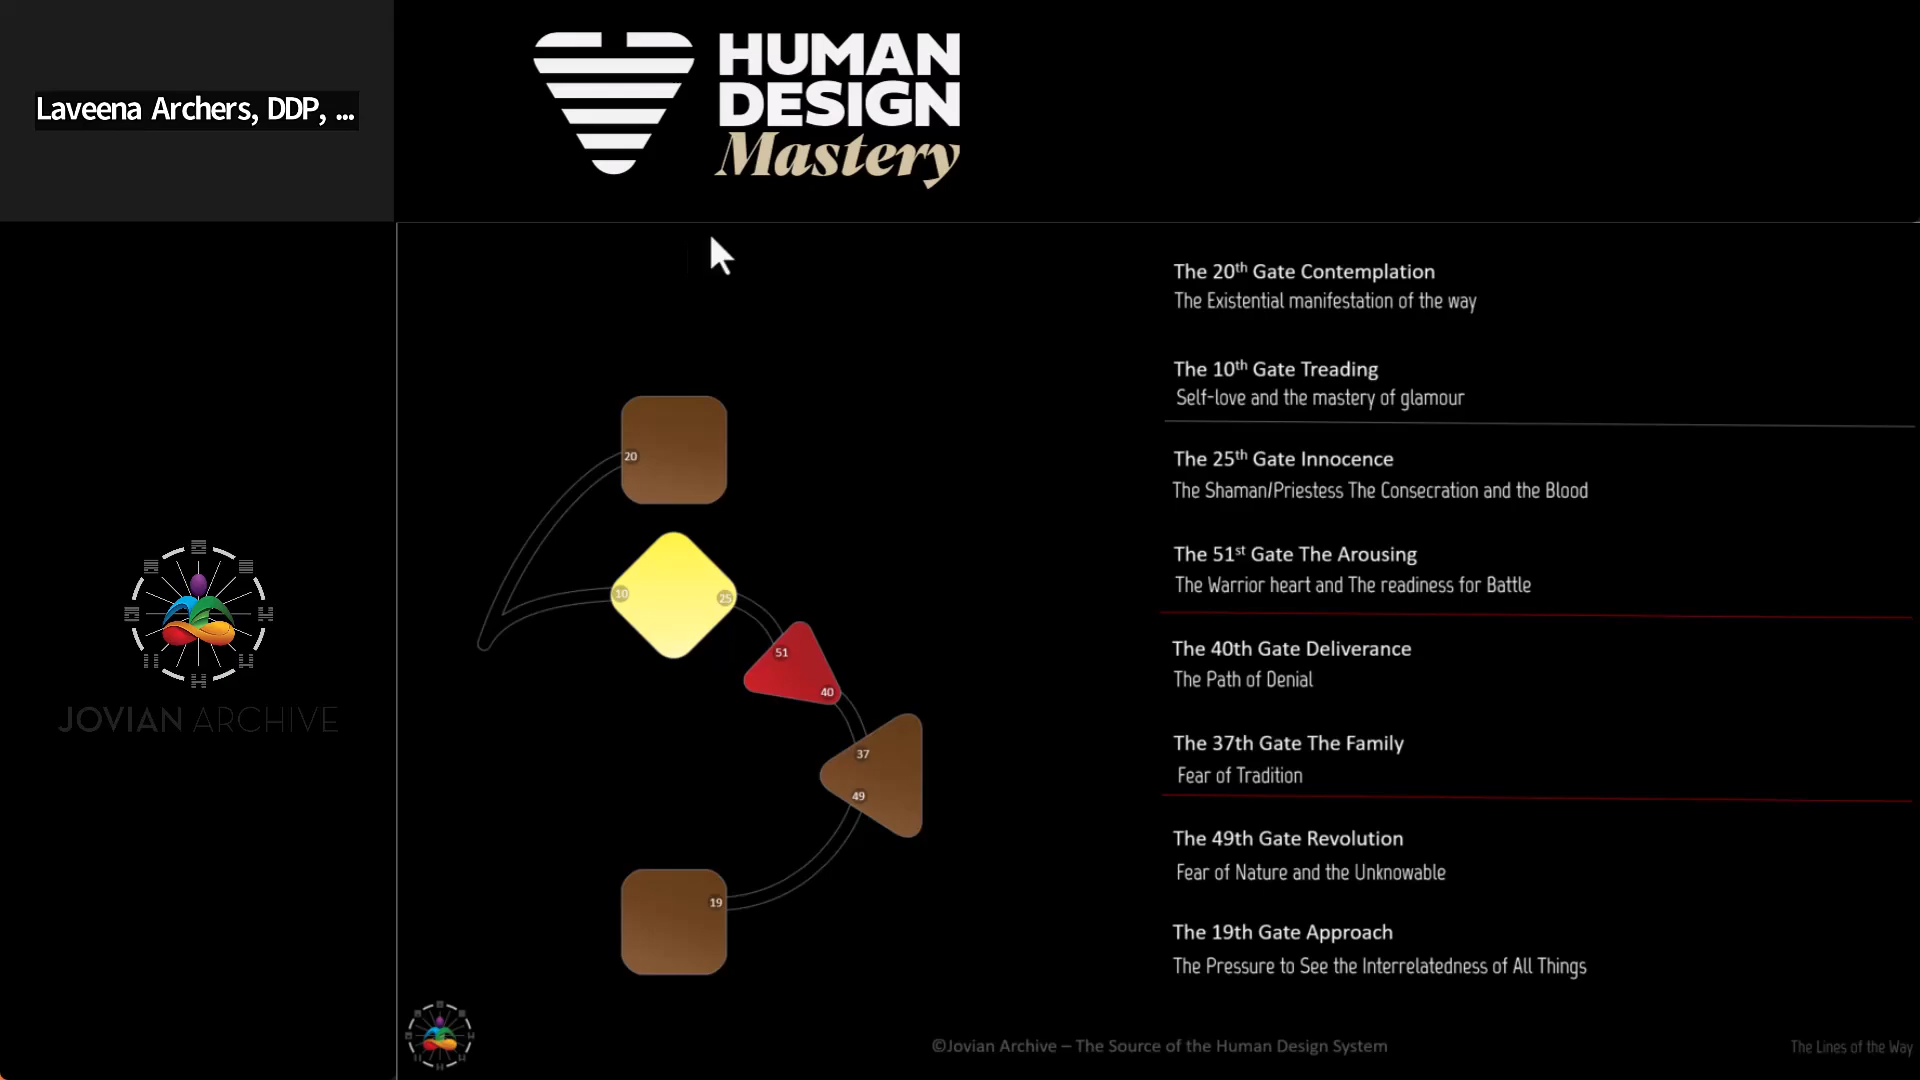 Laveena Archers, DDP, ...
HUMAN
DESIGN
Mastery
The 20th Gate Contemplation
The Existential manifestation of the way
The 10th Gate Treading
Self-love and the mastery of glamour
The 25th Gate Innocence
The Shaman/Priestess The Consecration and the Blood
The 51st Gate The Arousing
The Warrior heart and The readiness for Battle
The 40th Gate Deliverance
The Path of Denial
The 37th Gate The Family
Fear of Tradition
The 49th Gate Revolution
Fear of Nature and the Unknowable
The 19th Gate Approach
The Pressure to See the Interrelatedness of All Things
20
10
25
51
40
37
49
19
JOVIAN ARCHIVE
©Jovian Archive – The Source of the Human Design System
The Lines of the Way